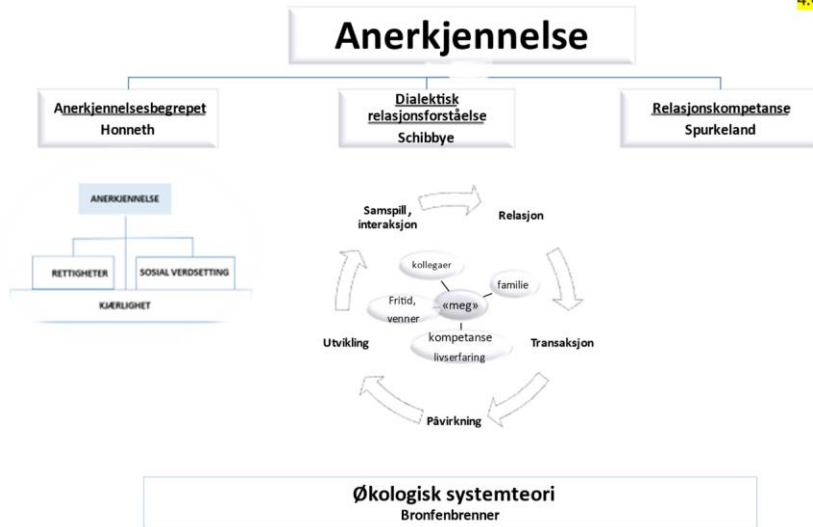 Anerkjennelse
Anerkjennelsesbegrepet
Honneth
Dialektisk
relasjonsforståelse
Schibbye
Relasjonskompetanse
Spurkeland
ANERKJENNELSE
RETTIGHETER
SOSIAL VERDSETTING
KJÆRLIGHET
Samspill,
interaksjon
Relasjon
kollegaer
familie
Fritid,
venner
«meg»
kompetanse
livserfaring
Utvikling
Transaksjon
Påvirkning
Økologisk systemteori
Bronfenbrenner